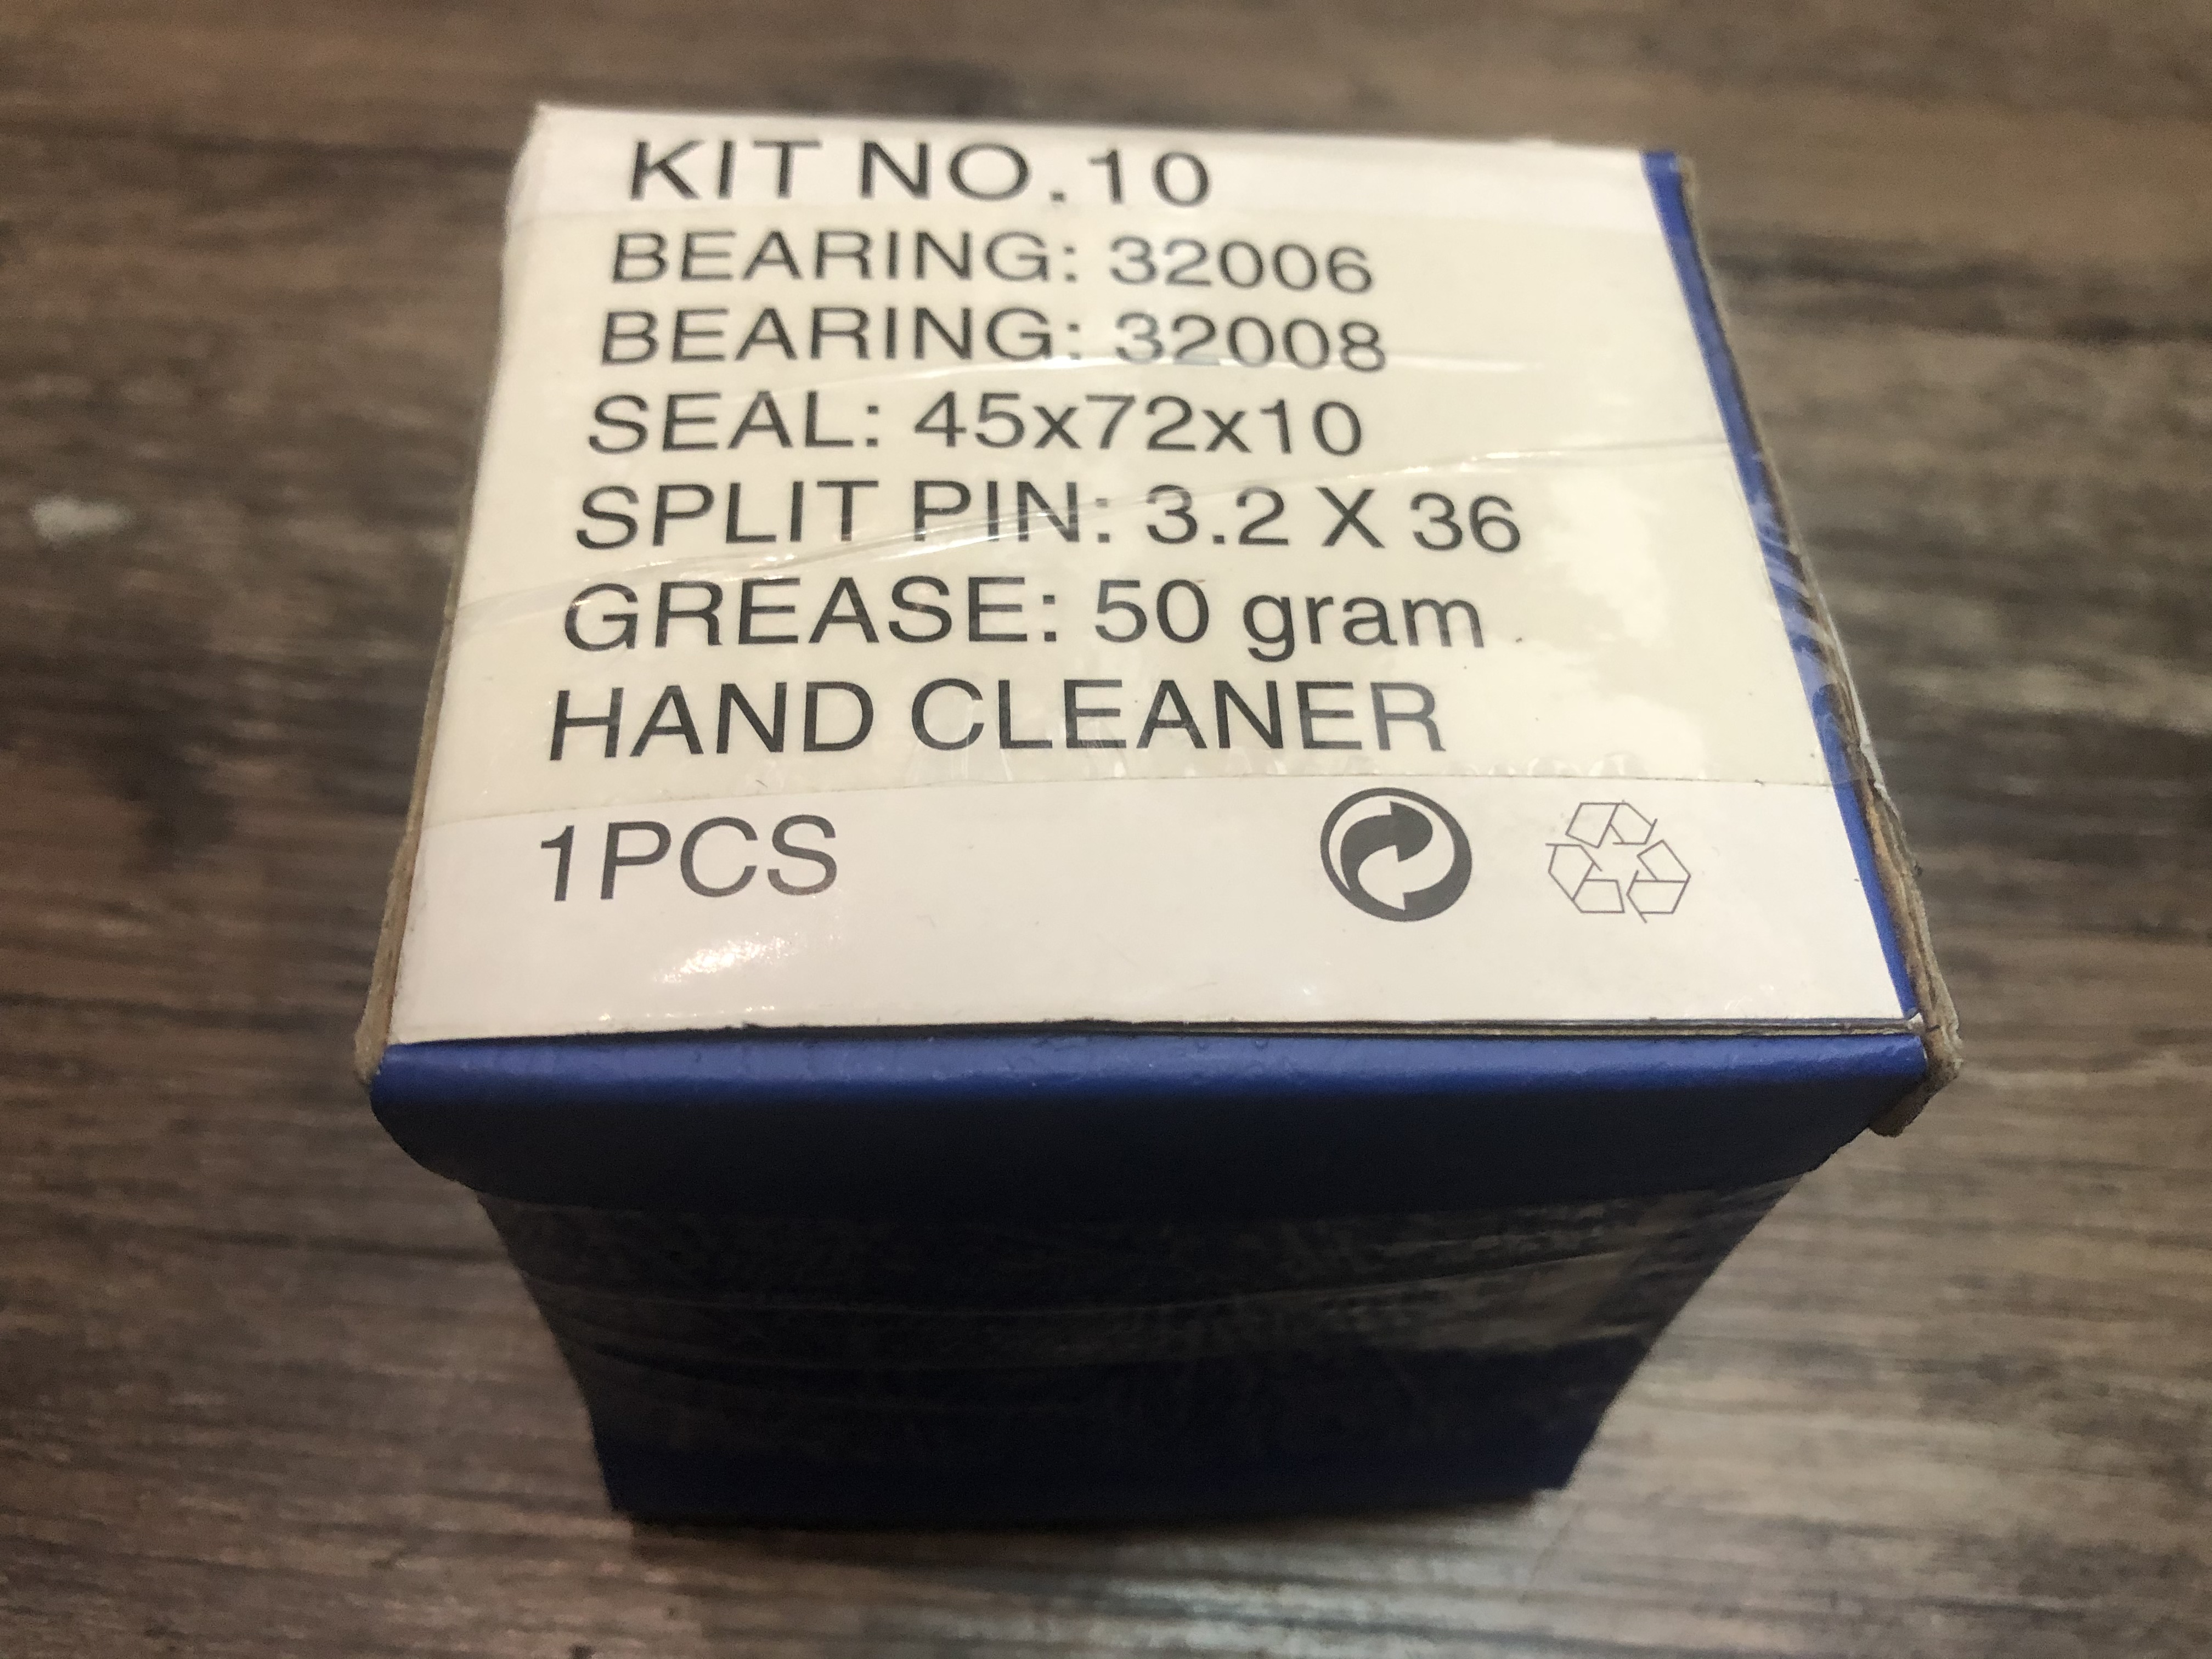 KIT NO.10
BEARING: 32006
BEARING: 32008
SEAL: 45x72x10
SPLIT PIN: 3.2 X 36
GREASE: 50 gram
HAND CLEANER
1PCS